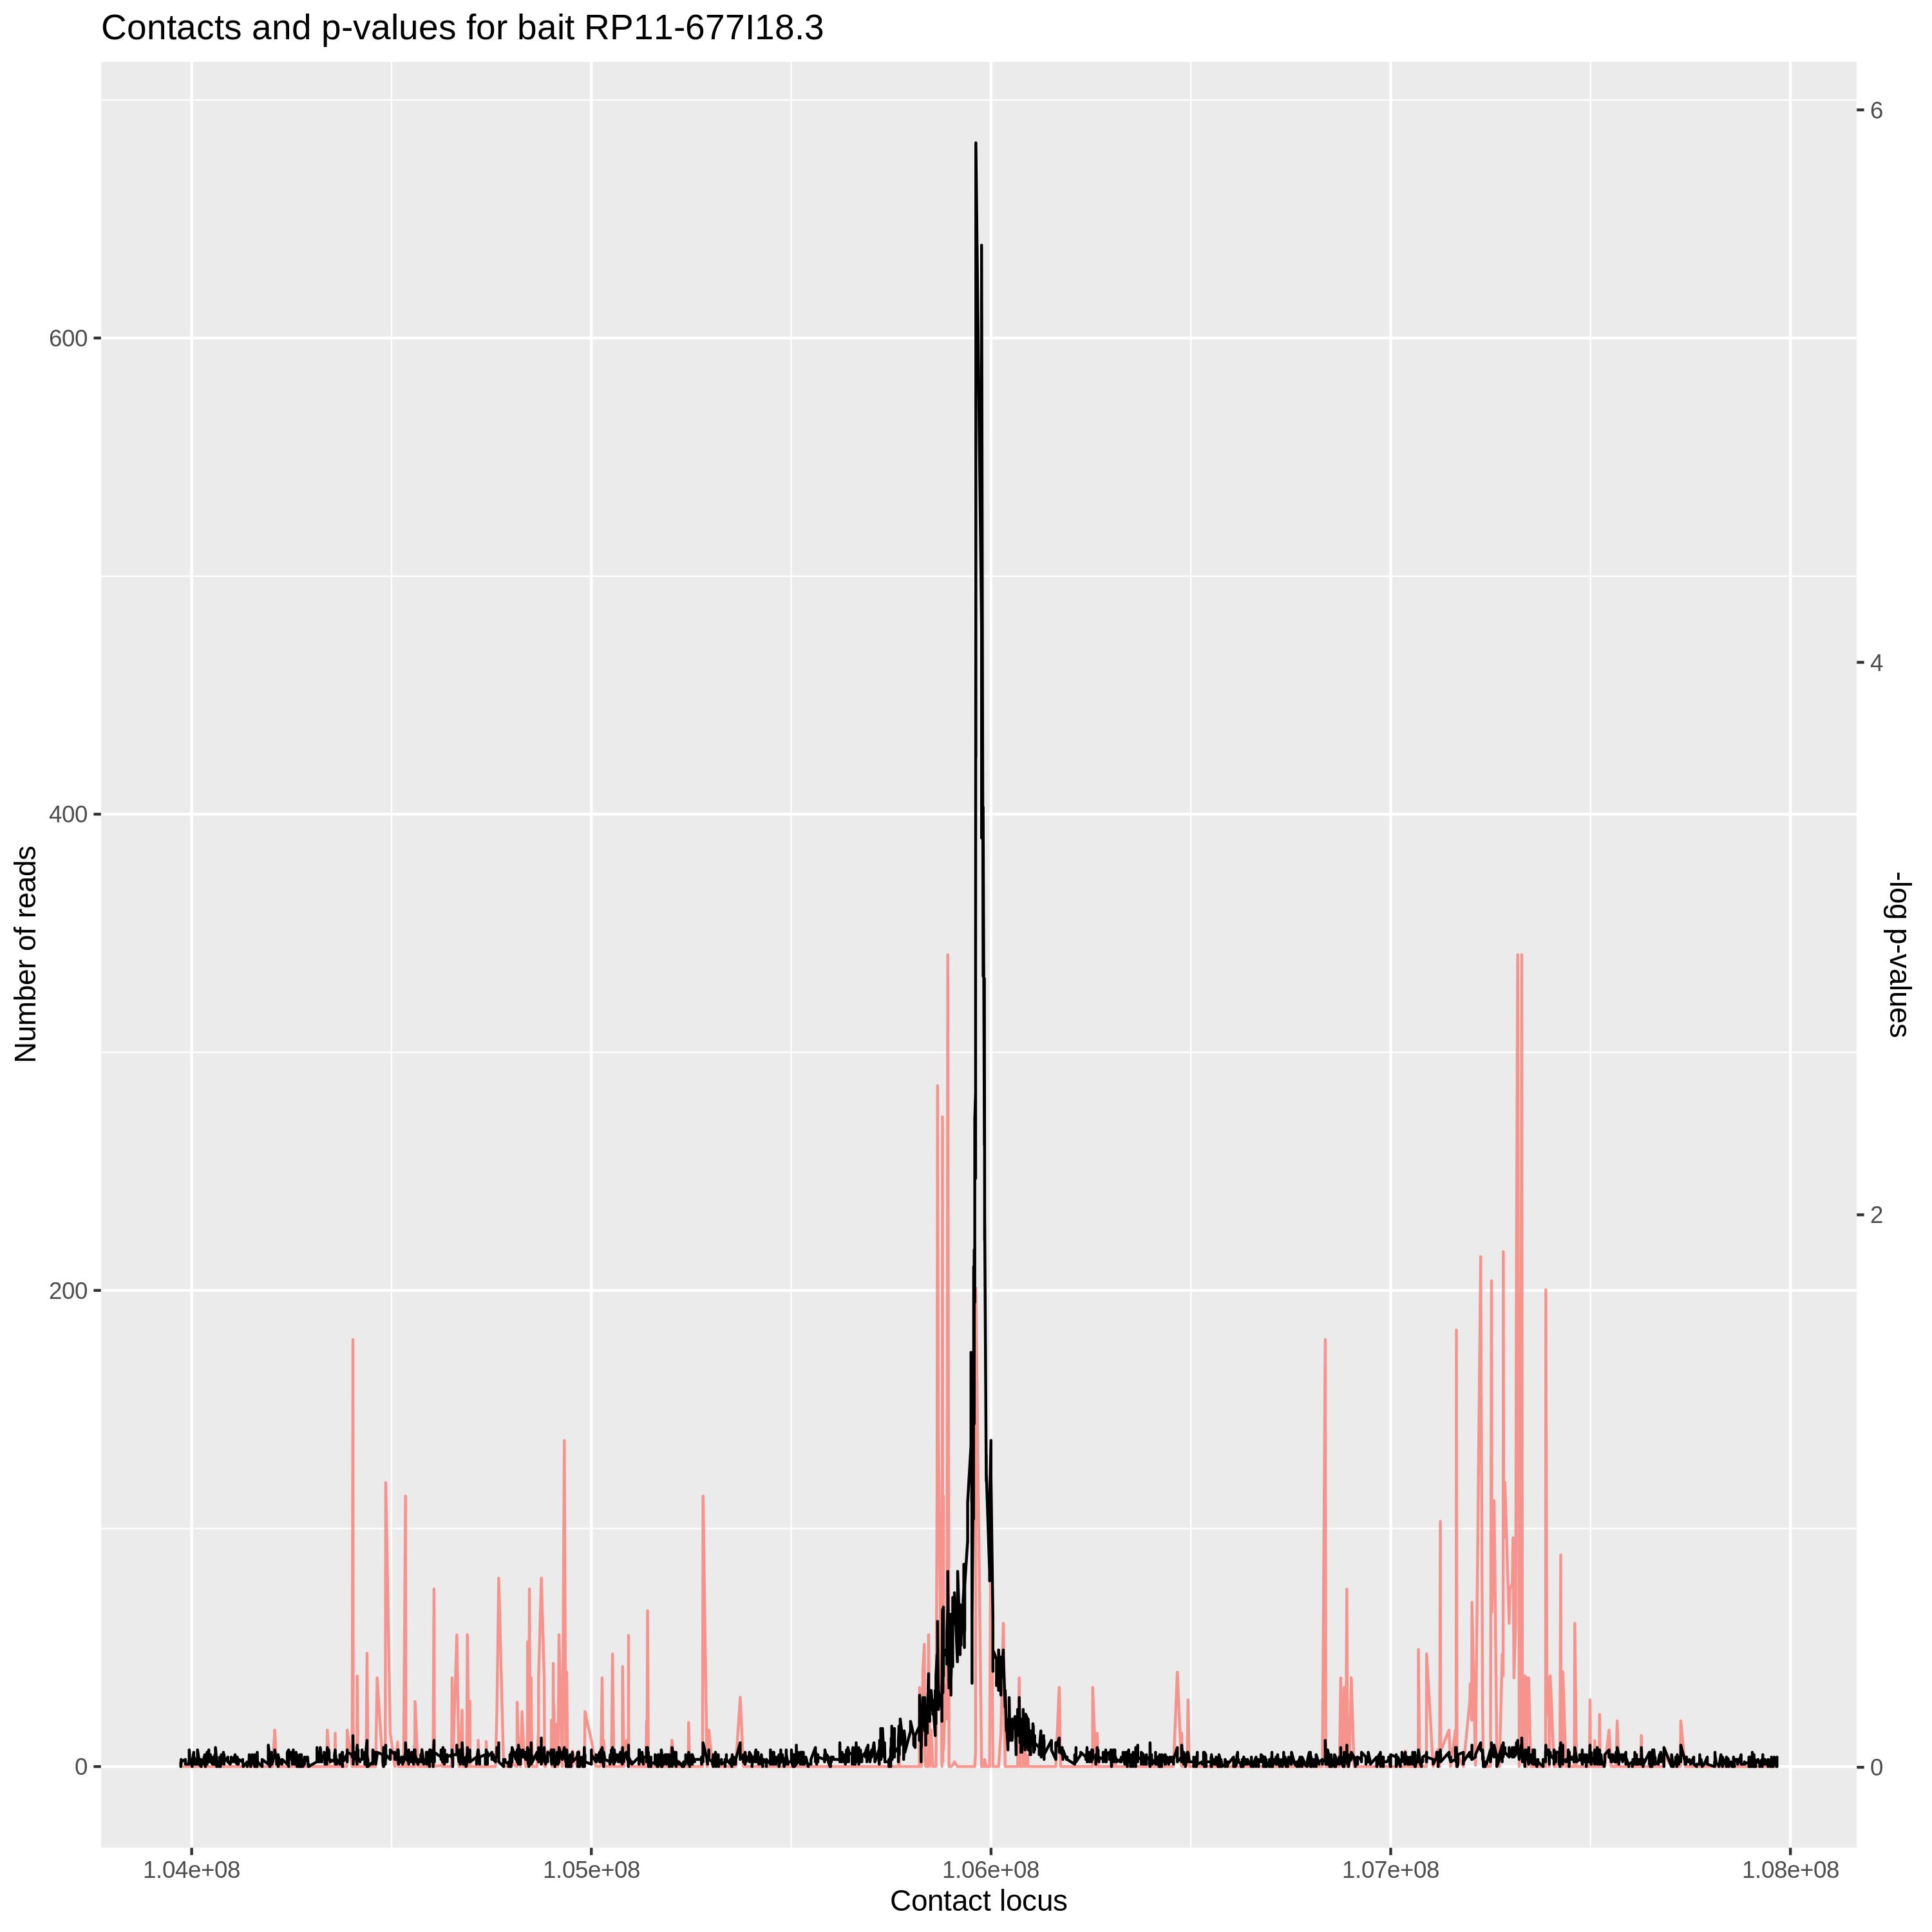 Contacts and p-values for bait RP11-677I18.3
6
600
4
400
Number of reads
-log p-values
2
200
0
0
1.04e+08
1.05e+08
1.06e+08
1.07e+08
1.08e+08
Contact locus